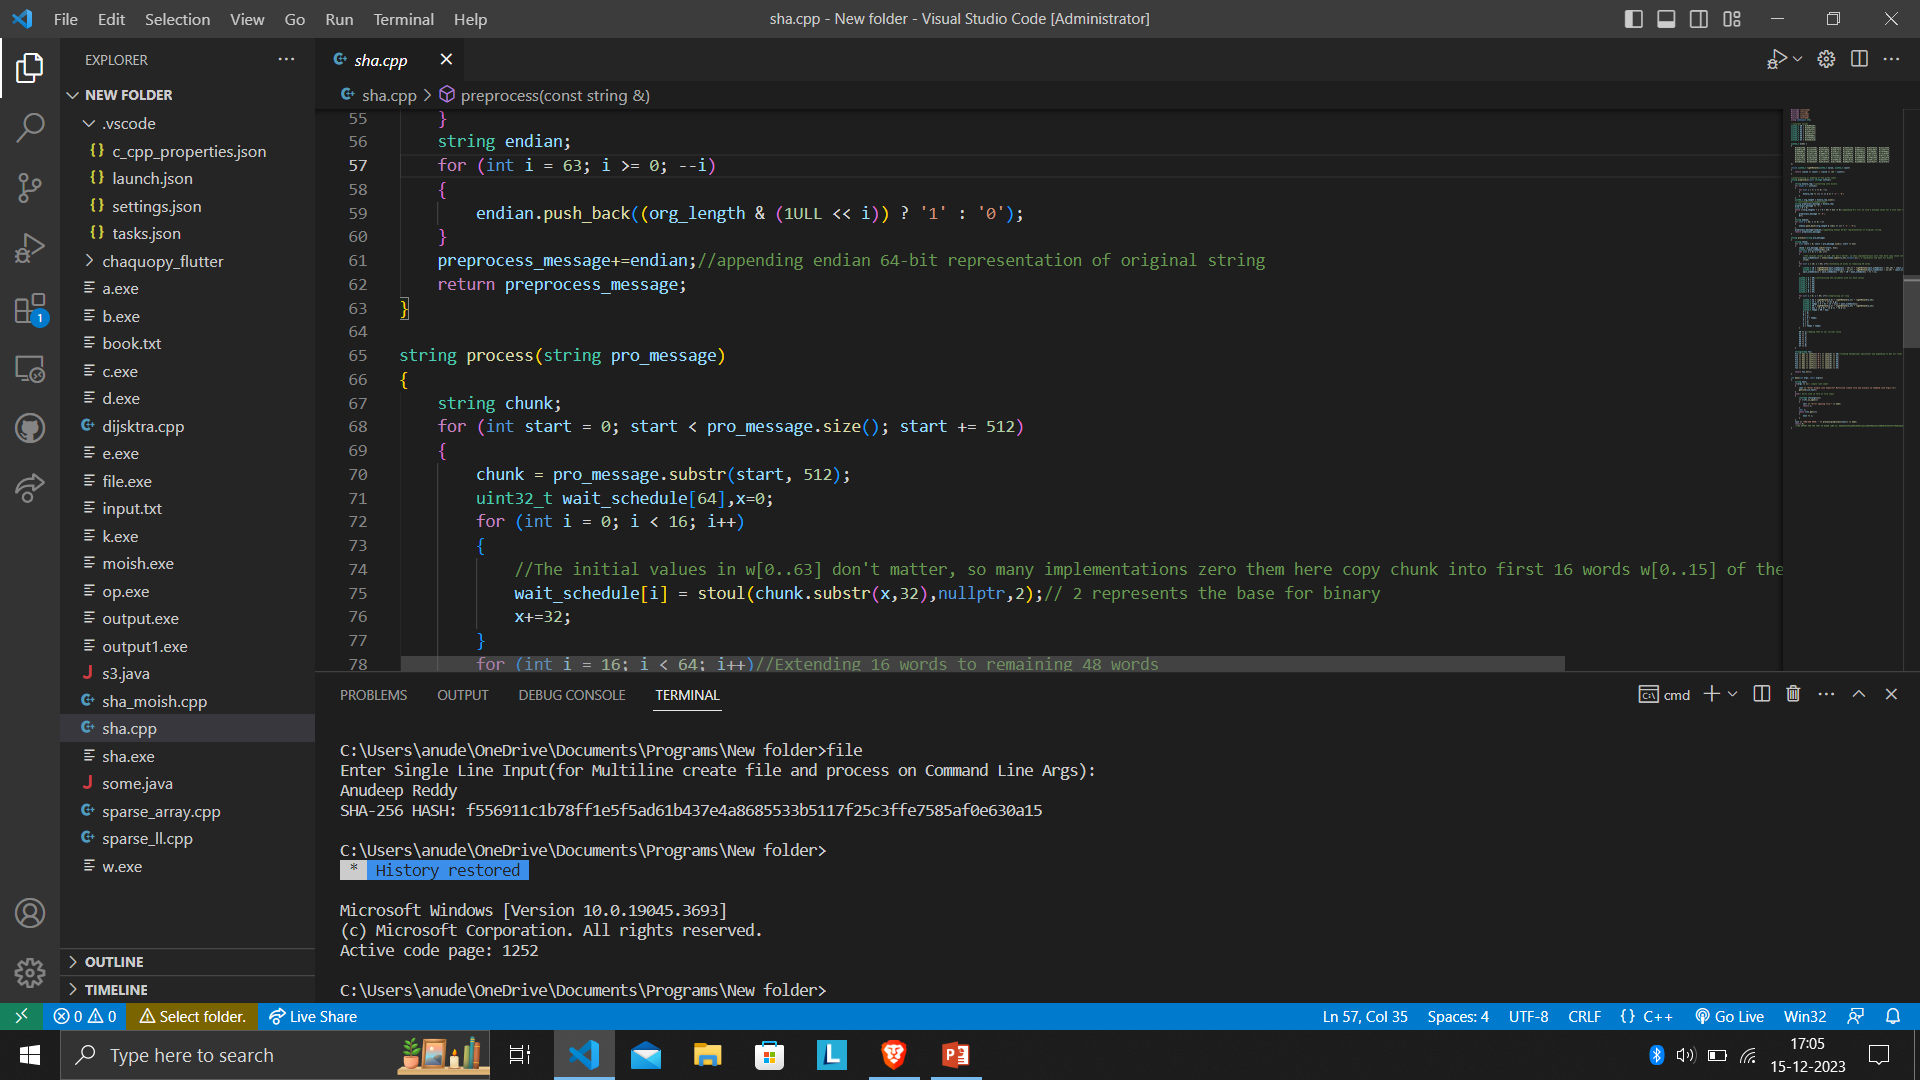 File Edit Selection View Go Run Terminal Help
sha.cpp - New folder - Visual Studio Code [Administrator]
EXPLORER
NEW FOLDER
.vscode
c_cpp_properties.json
launch.json
settings.json
tasks.json
chaquopy_flutter
a.exe
b.exe
book.txt
c.exe
d.exe
dijsktra.cpp
e.exe
file.exe
input.txt
k.exe
moish.exe
op.exe
output.exe
output1.exe
s3.java
sha_moish.cpp
sha.cpp
sha.exe
some.java
sparse_array.cpp
sparse_ll.cpp
w.exe
OUTLINE
TIMELINE
1
sha.cpp
sha.cpp > preprocess(const string &)
55 }
56 string endian;
57 for (int i = 63; i >= 0; --i)
58 {
59 endian.push_back((org_length & (1ULL << i)) ? '1' : '0');
60 }
61 preprocess_message+=endian;//appending endian 64-bit representation of original string
62 return preprocess_message;
63 }
64
65 string process(string pro_message)
66 {
67 string chunk;
68 for (int start = 0; start < pro_message.size(); start += 512)
69 {
70 chunk = pro_message.substr(start, 512);
71 uint32_t wait_schedule[64],x=0;
72 for (int i = 0; i < 16; i++)
73 {
74 //The initial values in w[0..63] don't matter, so many implementations zero them here copy chunk into first 16 words w[0..15] of the
75 wait_schedule[i] = stoul(chunk.substr(x,32),nullptr,2);// 2 represents the base for binary
76 x+=32;
77 }
78 for (int i = 16; i < 64; i++)//Extending 16 words to remaining 48 words
PROBLEMS OUTPUT DEBUG CONSOLE TERMINAL
cmd
C:\Users\anude\OneDrive\Documents\Programs\New folder>file
Enter Single Line Input(for Multiline create file and process on Command Line Args):
Anudeep Reddy
SHA-256 HASH: f556911c1b78ff1e5f5ad61b437e4a8685533b5117f25c3ffe7585af0e630a15
C:\Users\anude\OneDrive\Documents\Programs\New folder>
* History restored
Microsoft Windows [Version 10.0.19045.3693]
(c) Microsoft Corporation. All rights reserved.
Active code page: 1252
C:\Users\anude\OneDrive\Documents\Programs\New folder>
0 0 Select folder. Live Share
Ln 57, Col 35 Spaces: 4 UTF-8 CRLF {} C++ Go Live Win32
Type here to search
17:05
15-12-2023